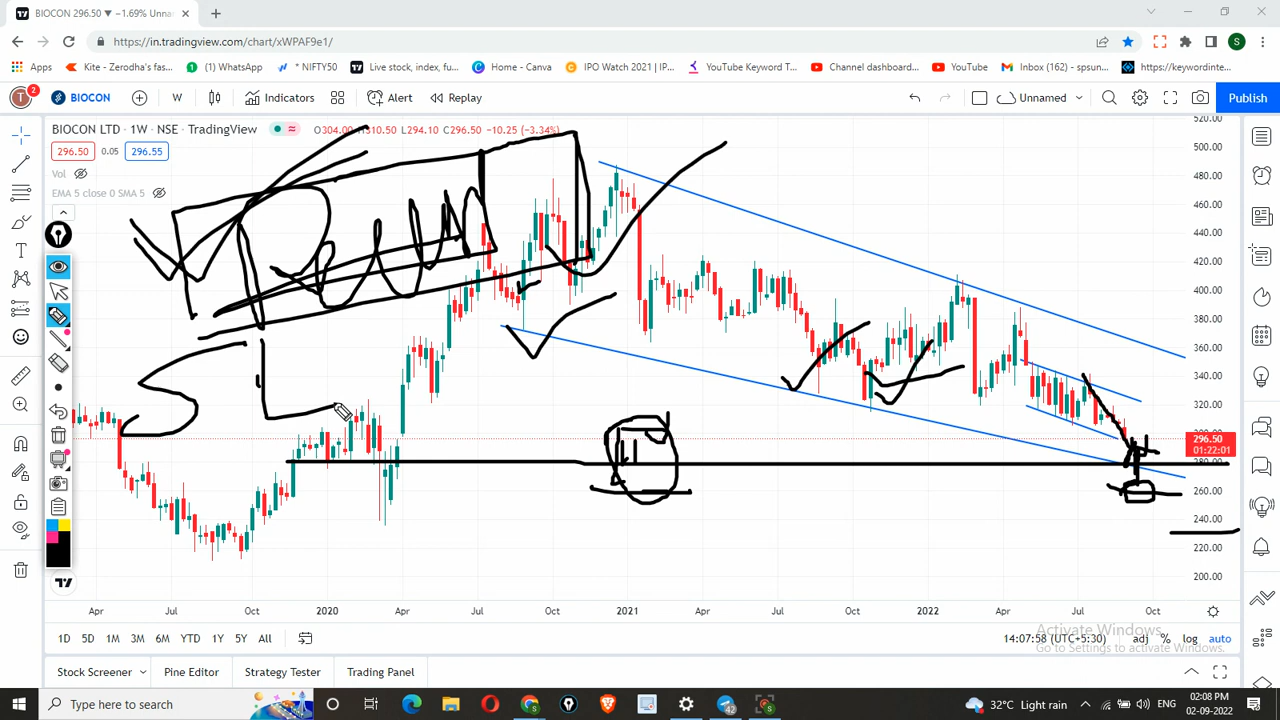 BIOCON 296.50 ▼ −1.69% Unna
https://in.tradingview.com/chart/xWPAF9e1/
S
Apps
Kite - Zerodha's fas...
(1) WhatsApp
* NIFTY50
Live stock, index, fu...
Home - Canva
IPO Watch 2021 | IP...
YouTube Keyword T...
Channel dashboard...
YouTube
Inbox (162) - spsun...
https://keywordinte...
T
2
BIOCON
W
Indicators
Alert
Replay
Unnamed
Publish
BIOCON LTD · 1W · NSE · TradingView
O304.00 H310.50 L294.10 C296.50 −10.25 (−3.34%)
296.50
0.05
296.55
Vol
EMA 5 close 0 SMA 5
SL
520.00
500.00
480.00
460.00
440.00
420.00
400.00
380.00
360.00
340.00
320.00
300.00
296.50
01:22:01
280.00
260.00
240.00
220.00
200.00
Apr
Jul
Oct
2020
Apr
Jul
Oct
2021
Apr
Jul
Oct
2022
Apr
Jul
Oct
1D
5D
1M
3M
6M
YTD
1Y
5Y
All
14:07:58 (UTC+5:30)
adj
%
log
auto
Activate Windows
Go to Settings to activate Windows.
Stock Screener
Pine Editor
Strategy Tester
Trading Panel
Type here to search
32°C Light rain
ENG
02:08 PM
02-09-2022